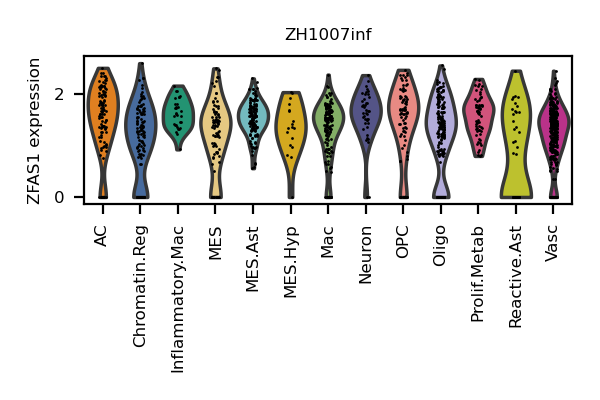 ZH1007inf
ZFAS1 expression
2
0
AC
Chromatin.Reg
Inflammatory.Mac
MES
MES.Ast
MES.Hyp
Mac
Neuron
OPC
Oligo
Prolif.Metab
Reactive.Ast
Vasc